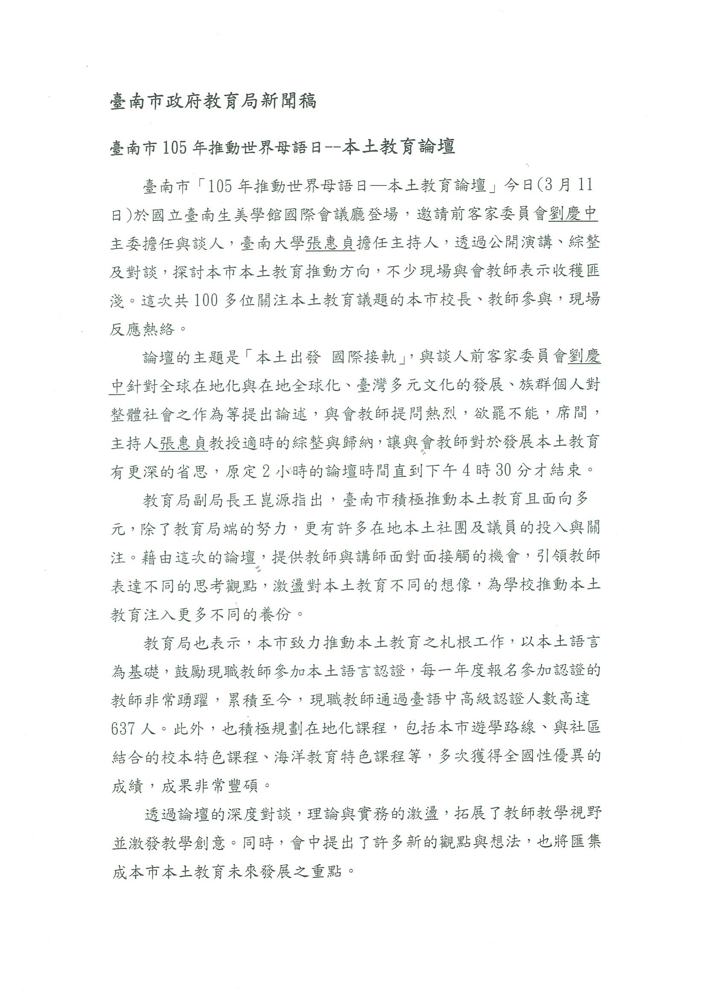 臺南市政府教育局新聞稿
臺南市 105 年推動世界母語日--本土教育論壇
臺南市「105 年推動世界母語日—本土教育論壇」今日(3 月 11
日)於國立臺南生美學館國際會議廳登場，邀請前客家委員會劉慶中
主委擔任與談人，臺南大學張惠貞擔任主持人，透過公開演講、綜整
及對談，探討本市本土教育推動方向，不少現場與會教師表示收穫匪
淺。這次共 100 多位關注本土教育議題的本市校長、教師參與，現場
反應熱絡。
論壇的主題是「本土出發 國際接軌」，與談人前客家委員會劉慶
中針對全球在地化與在地全球化、臺灣多元文化的發展、族群個人對
整體社會之作為等提出論述，與會教師提問熱烈，欲罷不能，席間，
主持人張惠貞教授適時的綜整與歸納，讓與會教師對於發展本土教育
有更深的省思，原定 2 小時的論壇時間直到下午 4 時 30 分才結束。
教育局副局長王崑源指出，臺南市積極推動本土教育且面向多
元，除了教育局端的努力，更有許多在地本土社團及議員的投入與關
注。藉由這次的論壇，提供教師與講師面對面接觸的機會，引領教師
表達不同的思考觀點，激盪對本土教育不同的想像，為學校推動本土
教育注入更多不同的養份。
教育局也表示，本市致力推動本土教育之札根工作，以本土語言
為基礎，鼓勵現職教師參加本土語言認證，每一年度報名參加認證的
教師非常踴躍，累積至今，現職教師通過臺語中高級認證人數高達
637 人。此外，也積極規劃在地化課程，包括本市遊學路線、與社區
結合的校本特色課程、海洋教育特色課程等，多次獲得全國性優異的
成績，成果非常豐碩。
透過論壇的深度對談，理論與實務的激盪，拓展了教師教學視野
並激發教學創意。同時，會中提出了許多新的觀點與想法，也將匯集
成本市本土教育未來發展之重點。